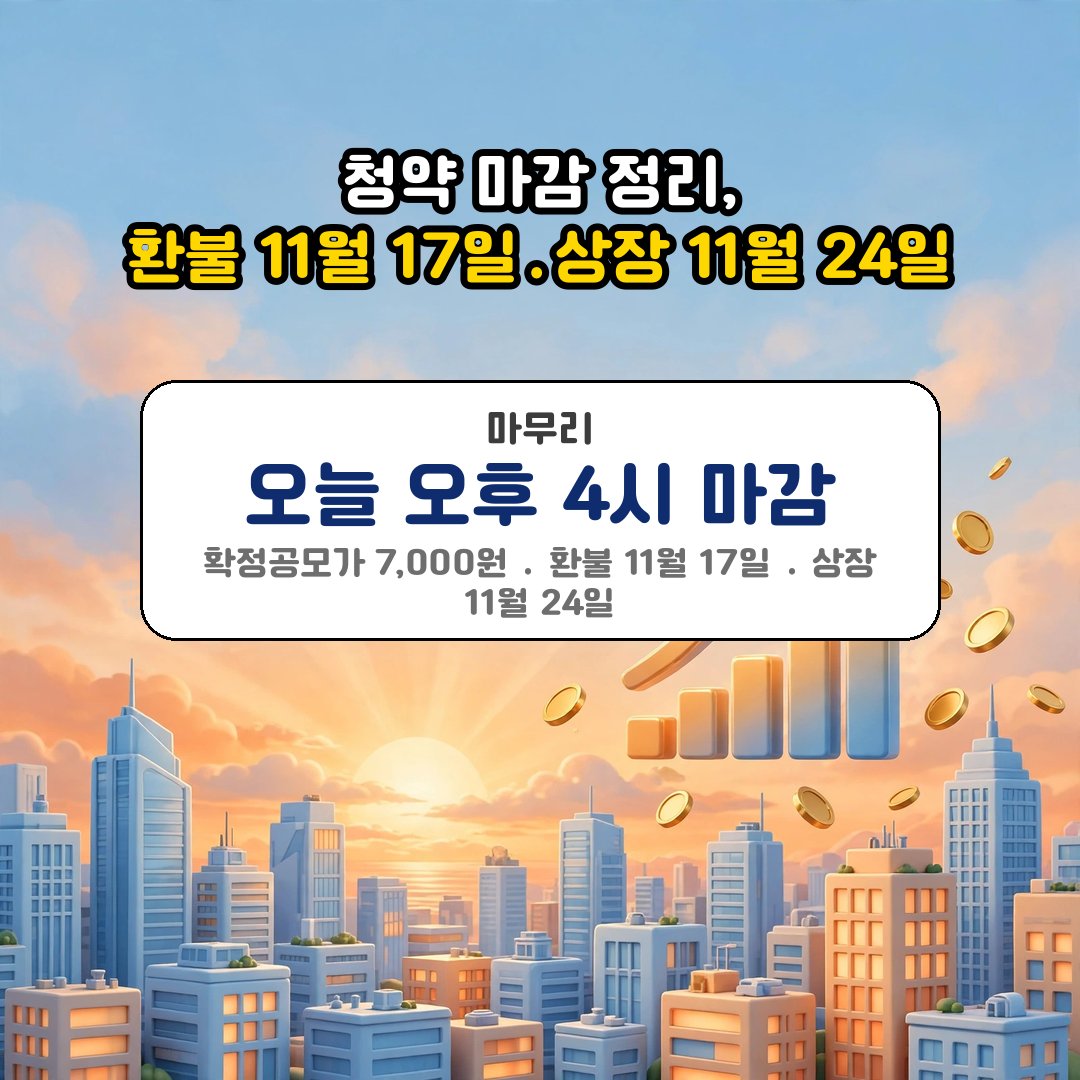 청약 마감 정리,
환불 11월 17일.상장 11월 24일
마무리
오늘 오후 4시 마감
확정공모가 7,000원 . 환불 11월 17일 . 상장
11월 24일